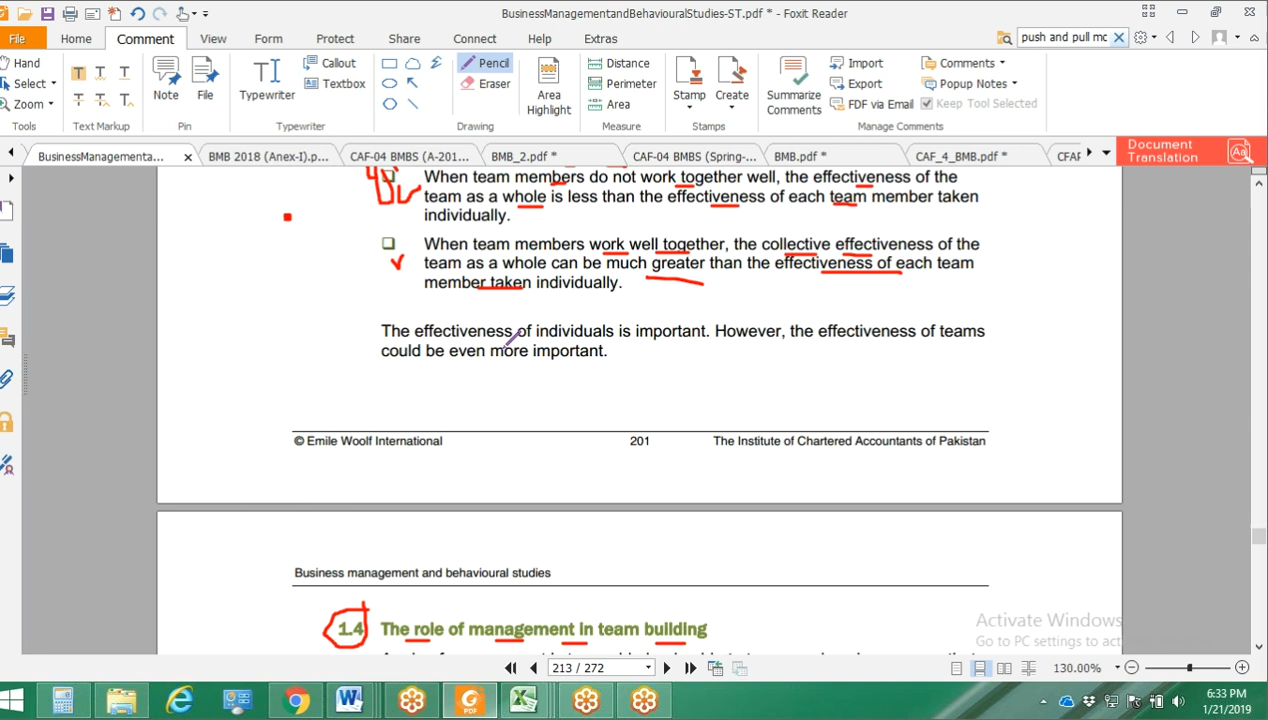 BusinessManagementandBehaviouralStudies-ST.pdf * - Foxit Reader
File Home Comment View Form Protect Share Connect Help Extras
push and pull mc
Hand
Select
Zoom
Tools
Text Markup
Note
File
Pin
Typewriter
Callout
Textbox
Typewriter
Pencil
Eraser
Area
Highlight
Drawing
Distance
Perimeter
Area
Measure
Stamp
Create
Stamps
Summarize
Comments
Import
Export
FDF via Email
Comments
Popup Notes
Keep Tool Selected
Manage Comments
BusinessManagementa...
BMB 2018 (Anex-I).p...
CAF-04 BMBS (A-201...
BMB_2.pdf *
CAF-04 BMBS (Spring-...
BMB.pdf *
CAF_4_BMB.pdf *
CFAP
Document
Translation
When team members do not work together well, the effectiveness of the
team as a whole is less than the effectiveness of each team member taken
individually.
When team members work well together, the collective effectiveness of the
team as a whole can be much greater than the effectiveness of each team
member taken individually.
The effectiveness of individuals is important. However, the effectiveness of teams
could be even more important.
© Emile Woolf International 201 The Institute of Chartered Accountants of Pakistan
Business management and behavioural studies
1.4 The role of management in team building
Activate Windows
Go to PC settings to act
213 / 272
130.00%
6:33 PM
1/21/2019